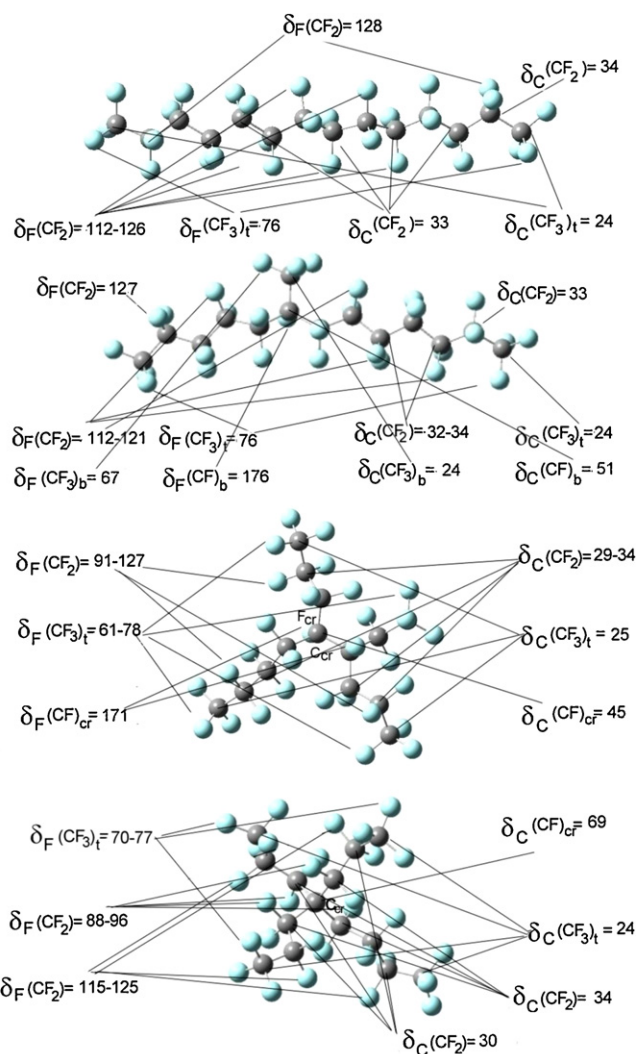 δF(CF2)= 128
δC(CF2)= 34
δF(CF2)= 112-126 δF(CF3)t= 76 δC(CF2)= 33 δC(CF3)t= 24
δF(CF2)= 127 δC(CF2)= 33
δF(CF2)= 112-121 δF(CF3)t= 76 δC(CF2)= 32-34 δC(CF3)t= 24
δF(CF3)b= 67 δF(CF)b= 176 δC(CF3)b= 24 δC(CF)b= 51
δF(CF2)= 91-127 δC(CF2)= 29-34
Fcr
δF(CF3)t= 61-78 δC(CF3)t= 25
Ccr
δF(CF)cr= 171 δC(CF)cr= 45
δF(CF3)t= 70-77 δC(CF)cr= 69
Ccr
δF(CF2)= 88-96 δC(CF3)t= 24
δF(CF2)= 115-125 δC(CF2)= 34
δC(CF2)= 30